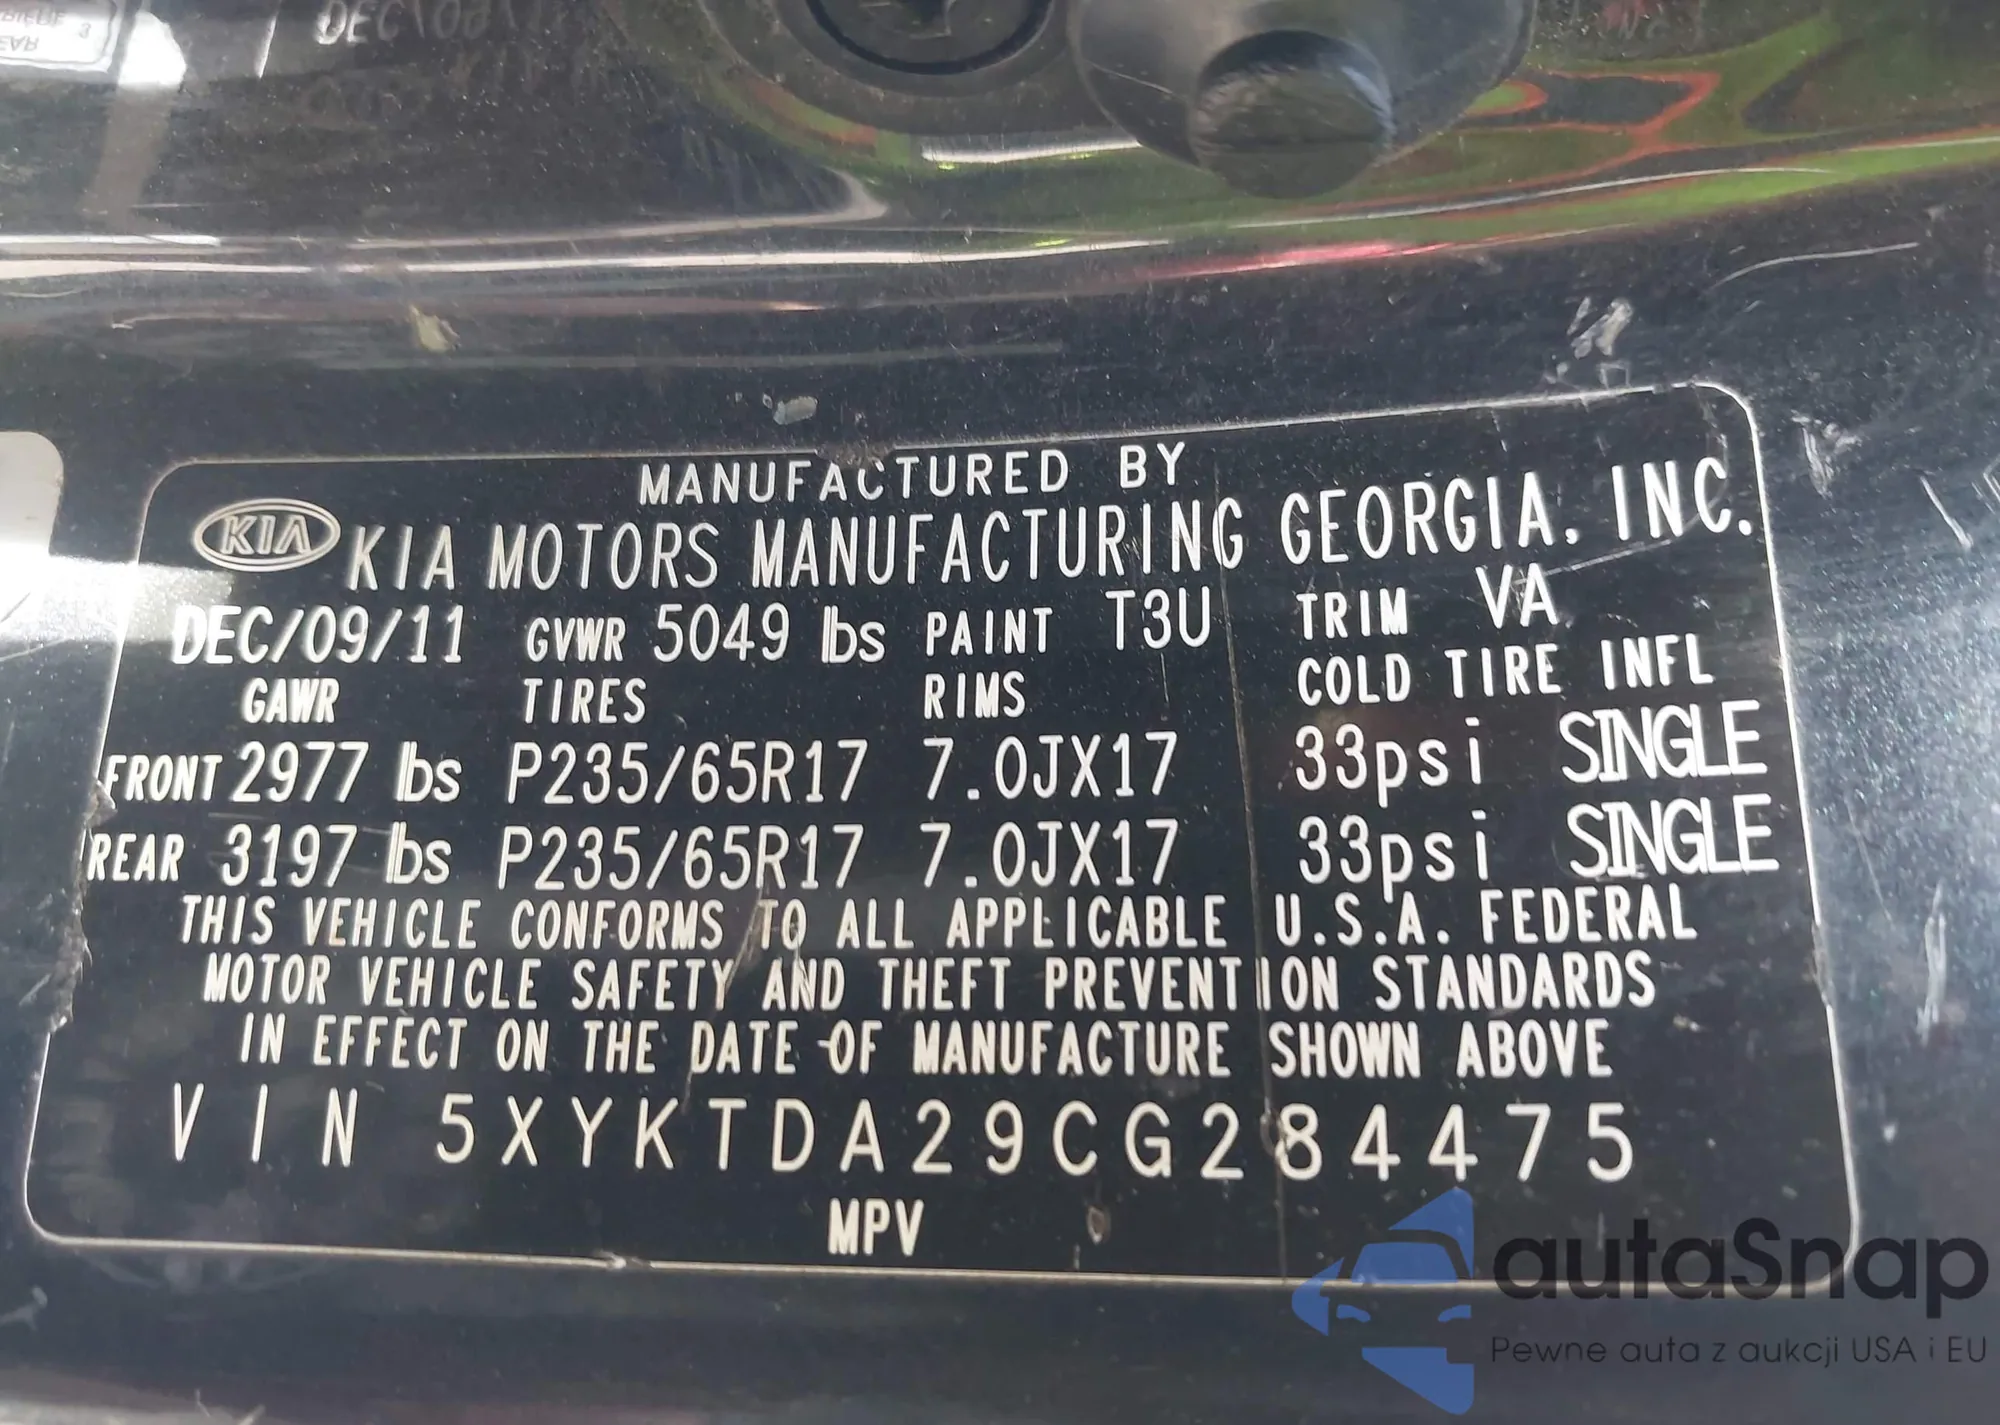 DEC/09/
MANUFACTURED BY
KIA KIA MOTORS MANUFACTURING GEORGIA, INC.
DEC/09/11 GVWR 5049 lbs PAINT T3U TRIM VA
GAWR TIRES RIMS COLD TIRE INFL
FRONT 2977 lbs P235/65R17 7.0JX17 33psi SINGLE
REAR 3197 lbs P235/65R17 7.0JX17 33psi SINGLE
THIS VEHICLE CONFORMS TO ALL APPLICABLE U.S.A. FEDERAL
MOTOR VEHICLE SAFETY AND THEFT PREVENTION STANDARDS
IN EFFECT ON THE DATE OF MANUFACTURE SHOWN ABOVE
VIN 5XYKTDA29CG284475
MPV
autaSnap
Pewne auta z aukcji USA i EU